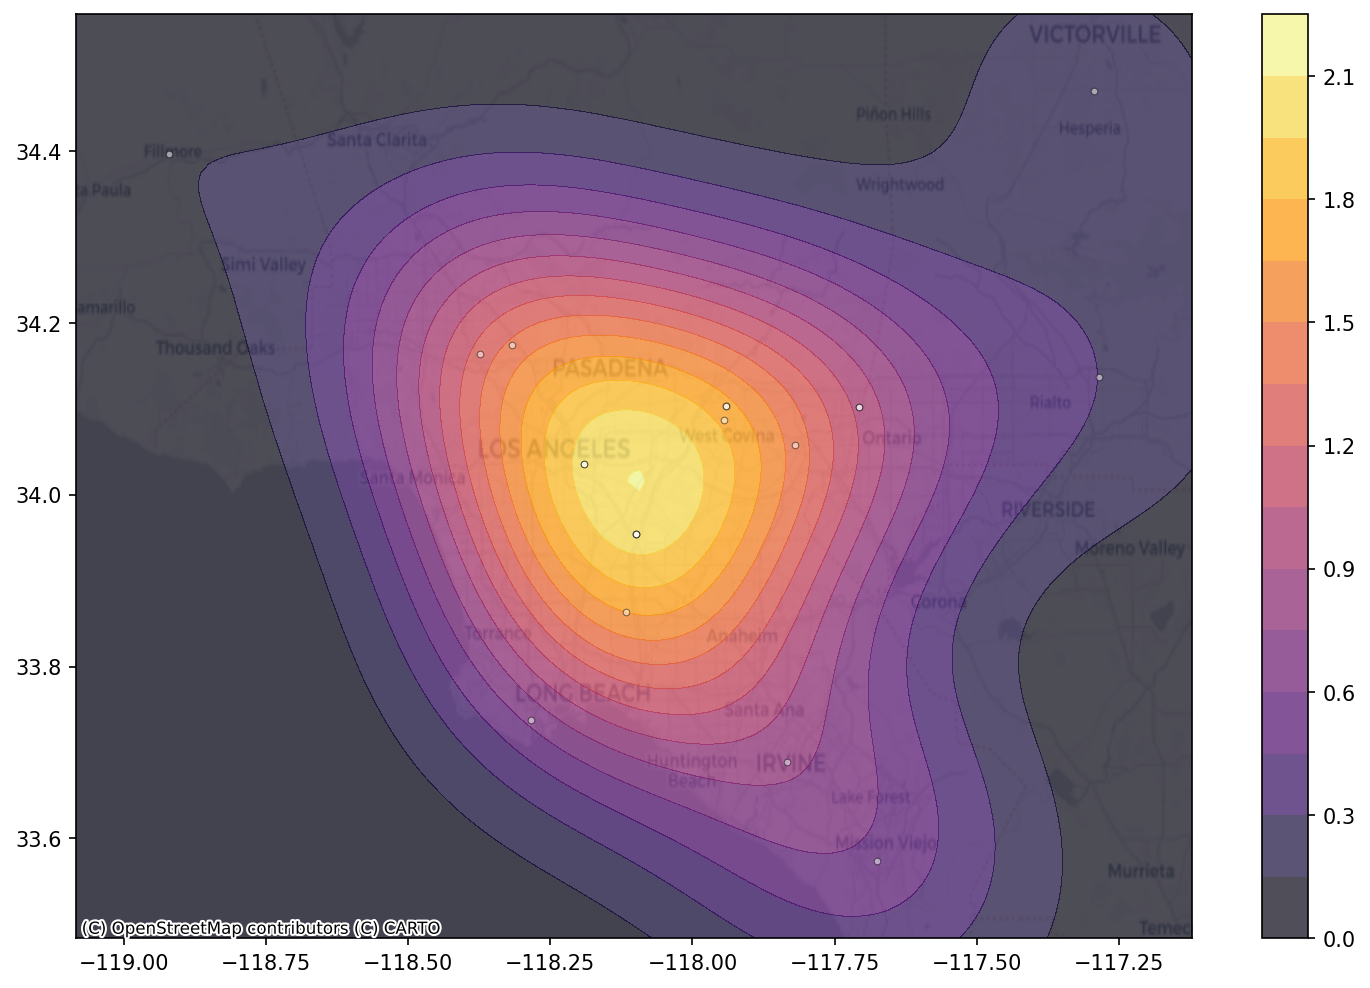 VICTORVILLE
Piñon Hills
Hesperia
Santa Clarita
Fillmore
Wrightwood
ta Paula
Simi Valley
amarillo
Thousand Oaks
PASADENA
Rialto
West Covina
Ontario
LOS ANGELES
Santa Monica
RIVERSIDE
Moreno Valley
Corona
Torrance
Anaheim
LONG BEACH
Santa Ana
Huntington
Beach
IRVINE
Lake Forest
Mission Viejo
Murrieta
Temec
(C) OpenStreetMap contributors (C) CARTO
34.4
34.2
34.0
33.8
33.6
−119.00 −118.75 −118.50 −118.25 −118.00 −117.75 −117.50 −117.25
2.1
1.8
1.5
1.2
0.9
0.6
0.3
0.0